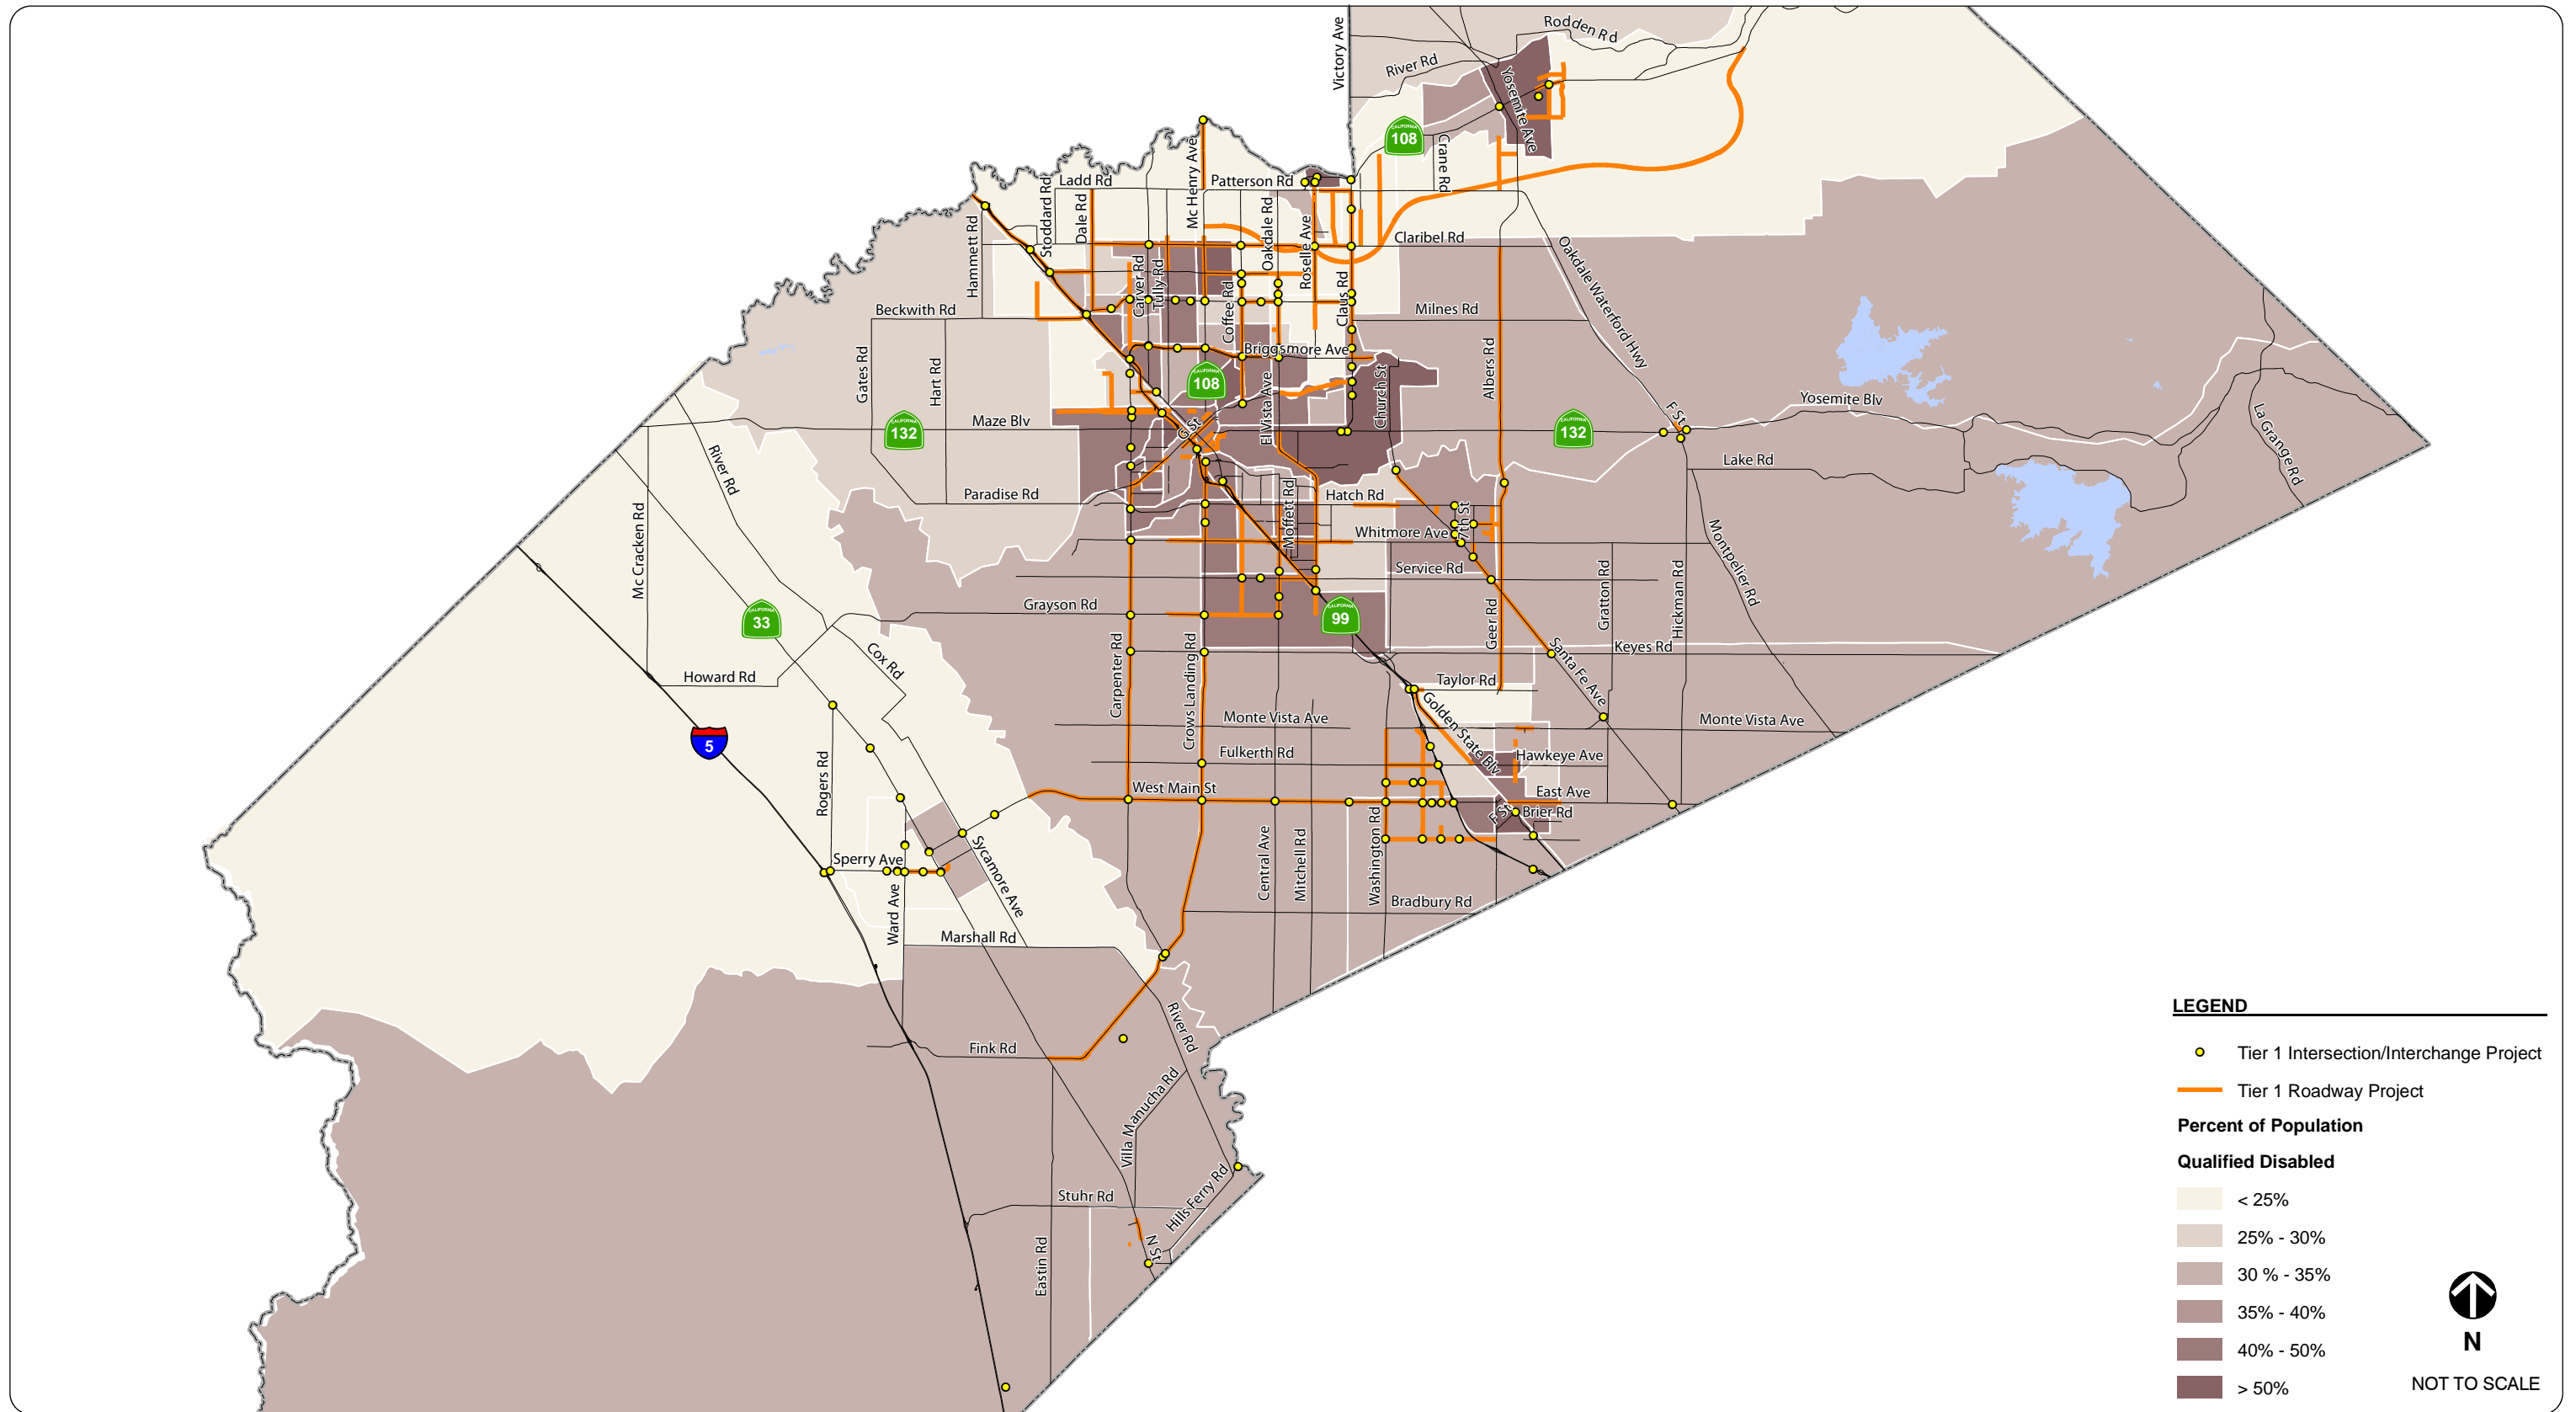 Victory Ave
Rodden Rd
River Rd
Yosemite Ave
CALIFORNIA
108
Crane Rd
Mc Henry Ave
Patterson Rd
Ladd Rd
Stoddard Rd
Dale Rd
Hammett Rd
Oakdale Rd
Roselle Ave
Claribel Rd
Carver Rd
Tully Rd
Coffee Rd
Claus Rd
Oakdale Waterford Hwy
Beckwith Rd
Milnes Rd
Briggsmore Ave
Gates Rd
Hart Rd
CALIFORNIA
108
El Vista Ave
Church St
Albers Rd
Maze Blv
CALIFORNIA
132
G St
CALIFORNIA
132
F St
Yosemite Blv
La Grange Rd
River Rd
Lake Rd
Paradise Rd
Moffett Rd
Hatch Rd
7th St
Whitmore Ave
Mc Cracken Rd
Montpelier Rd
Service Rd
Gratton Rd
Hickman Rd
Grayson Rd
CALIFORNIA
33
CALIFORNIA
99
Geer Rd
Cox Rd
Carpenter Rd
Crows Landing Rd
Santa Fe Ave
Keyes Rd
Howard Rd
Taylor Rd
Golden State Blv
Monte Vista Ave
Monte Vista Ave
5
Fulkerth Rd
Hawkeye Ave
Rogers Rd
West Main St
East Ave
F St
Brier Rd
Sperry Ave
Sycamore Ave
Central Ave
Mitchell Rd
Washington Rd
Ward Ave
Bradbury Rd
Marshall Rd
River Rd
Fink Rd
Villa Manucha Rd
Stuhr Rd
Hills Ferry Rd
Eastin Rd
N St
LEGEND
Tier 1 Intersection/Interchange Project
Tier 1 Roadway Project
Percent of Population
Qualified Disabled
< 25%
25% - 30%
30 % - 35%
35% - 40%
40% - 50%
> 50%
N
NOT TO SCALE